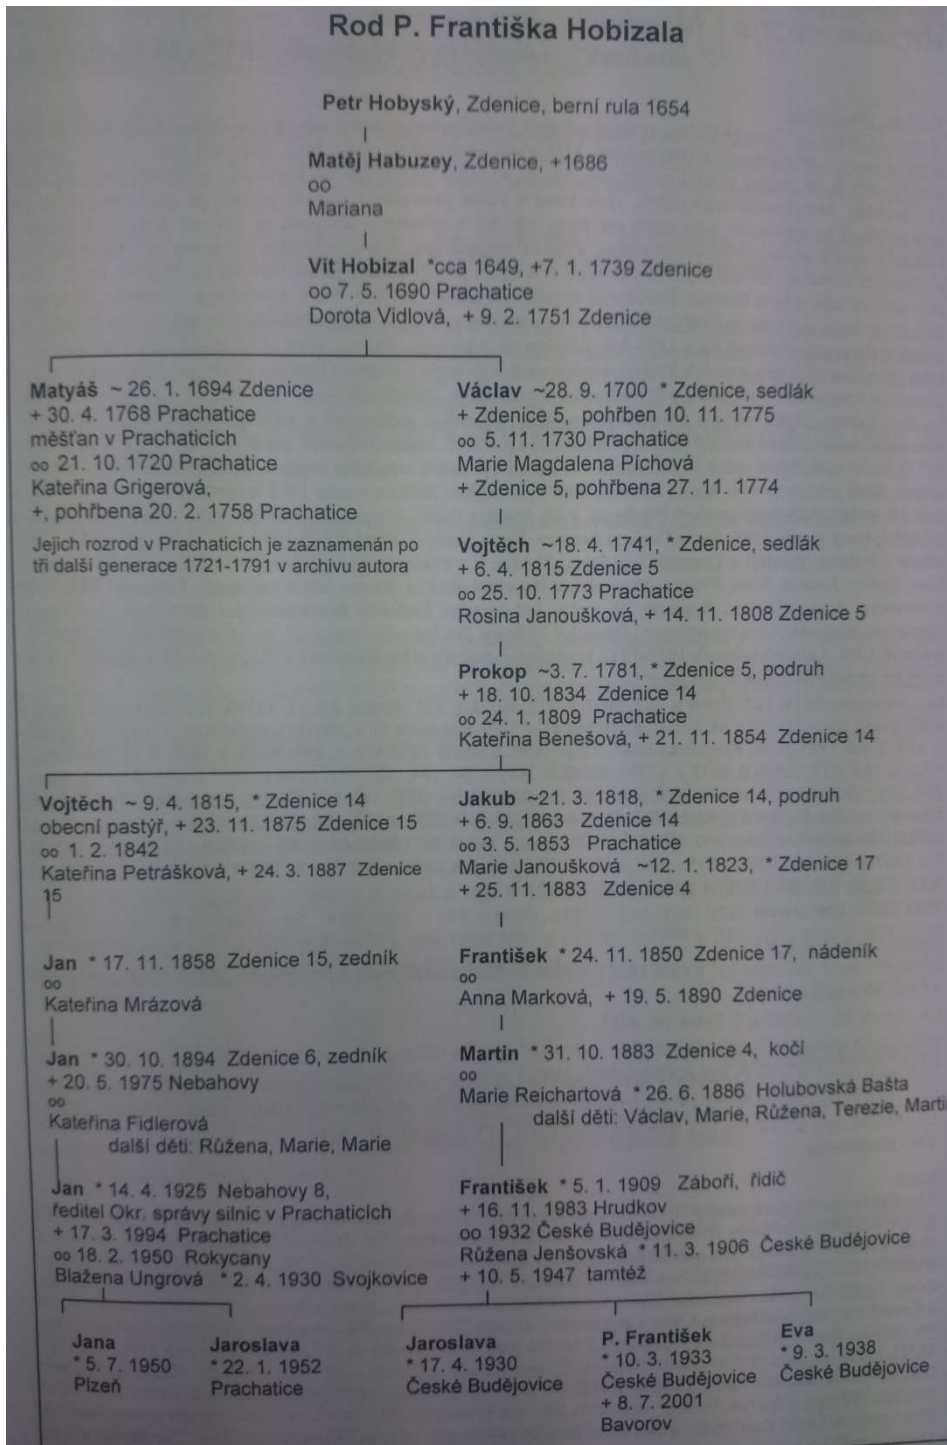 Rod P. Františka Hobizala
Petr Hobyský, Zdenice, berní rula 1654
Matěj Habuzey, Zdenice, +1686
oo
Mariana
Vít Hobizal *cca 1649, +7. 1. 1739 Zdenice
oo 7. 5. 1690 Prachatice
Dorota Vidlová, + 9. 2. 1751 Zdenice
Matyáš ~ 26. 1. 1694 Zdenice
+ 30. 4. 1768 Prachatice
měšťan v Prachaticích
oo 21. 10. 1720 Prachatice
Kateřina Grigerová,
+, pohřbena 20. 2. 1758 Prachatice
Jejich rozrod v Prachaticích je zaznamenán po
tři další generace 1721-1791 v archivu autora
Václav ~28. 9. 1700 * Zdenice, sedlák
+ Zdenice 5, pohřben 10. 11. 1775
oo 5. 11. 1730 Prachatice
Marie Magdalena Píchová
+ Zdenice 5, pohřbena 27. 11. 1774
Vojtěch ~18. 4. 1741, * Zdenice, sedlák
+ 6. 4. 1815 Zdenice 5
oo 25. 10. 1773 Prachatice
Rosina Janoušková, + 14. 11. 1808 Zdenice 5
Prokop ~3. 7. 1781, * Zdenice 5, podruh
+ 18. 10. 1834 Zdenice 14
oo 24. 1. 1809 Prachatice
Kateřina Benešová, + 21. 11. 1854 Zdenice 14
Vojtěch ~ 9. 4. 1815, * Zdenice 14
obecní pastýř, + 23. 11. 1875 Zdenice 15
oo 1. 2. 1842
Kateřina Petrášková, + 24. 3. 1887 Zdenice
15
Jan * 17. 11. 1858 Zdenice 15, zedník
oo
Kateřina Mrázová
Jan * 30. 10. 1894 Zdenice 6, zedník
+ 20. 5. 1975 Nebahovy
oo
Kateřina Fidlerová
další děti: Růžena, Marie, Marie
Jan * 14. 4. 1925 Nebahovy 8,
ředitel Okr. správy silnic v Prachaticích
+ 17. 3. 1994 Prachatice
oo 18. 2. 1950 Rokycany
Blažena Ungrová * 2. 4. 1930 Svojkovice
Jana
* 5. 7. 1950
Plzeň
Jaroslava
* 22. 1. 1952
Prachatice
Jakub ~21. 3. 1818, * Zdenice 14, podruh
+ 6. 9. 1863 Zdenice 14
oo 3. 5. 1853 Prachatice
Marie Janoušková ~12. 1. 1823, * Zdenice 17
+ 25. 11. 1883 Zdenice 4
František * 24. 11. 1850 Zdenice 17, nádeník
oo
Anna Marková, + 19. 5. 1890 Zdenice
Martin * 31. 10. 1883 Zdenice 4, kočí
oo
Marie Reichartová * 26. 6. 1886 Holubovská Bašta
další děti: Václav, Marie, Růžena, Terezie, Marti
František * 5. 1. 1909 Záboří, řidič
+ 16. 11. 1983 Hrudkov
oo 1932 České Budějovice
Růžena Jenšovská * 11. 3. 1906 České Budějovice
+ 10. 5. 1947 tamtéž
Jaroslava
* 17. 4. 1930
České Budějovice
P. František
* 10. 3. 1933
České Budějovice
+ 8. 7. 2001
Bavorov
Eva
* 9. 3. 1938
České Budějovice